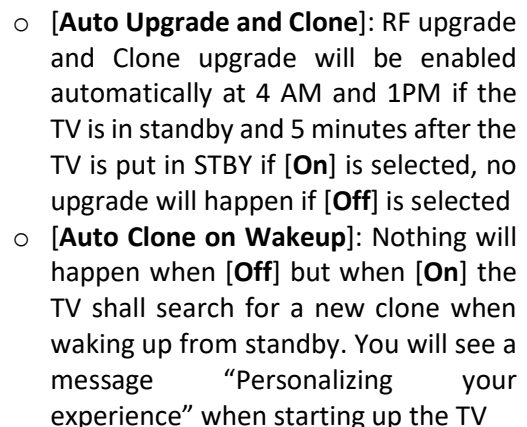 ○ [Auto Upgrade and Clone]: RF upgrade
and Clone upgrade will be enabled
automatically at 4 AM and 1PM if the
TV is in standby and 5 minutes after the
TV is put in STBY if [On] is selected, no
upgrade will happen if [Off] is selected
○ [Auto Clone on Wakeup]: Nothing will
happen when [Off] but when [On] the
TV shall search for a new clone when
waking up from standby. You will see a
message “Personalizing your
experience” when starting up the TV